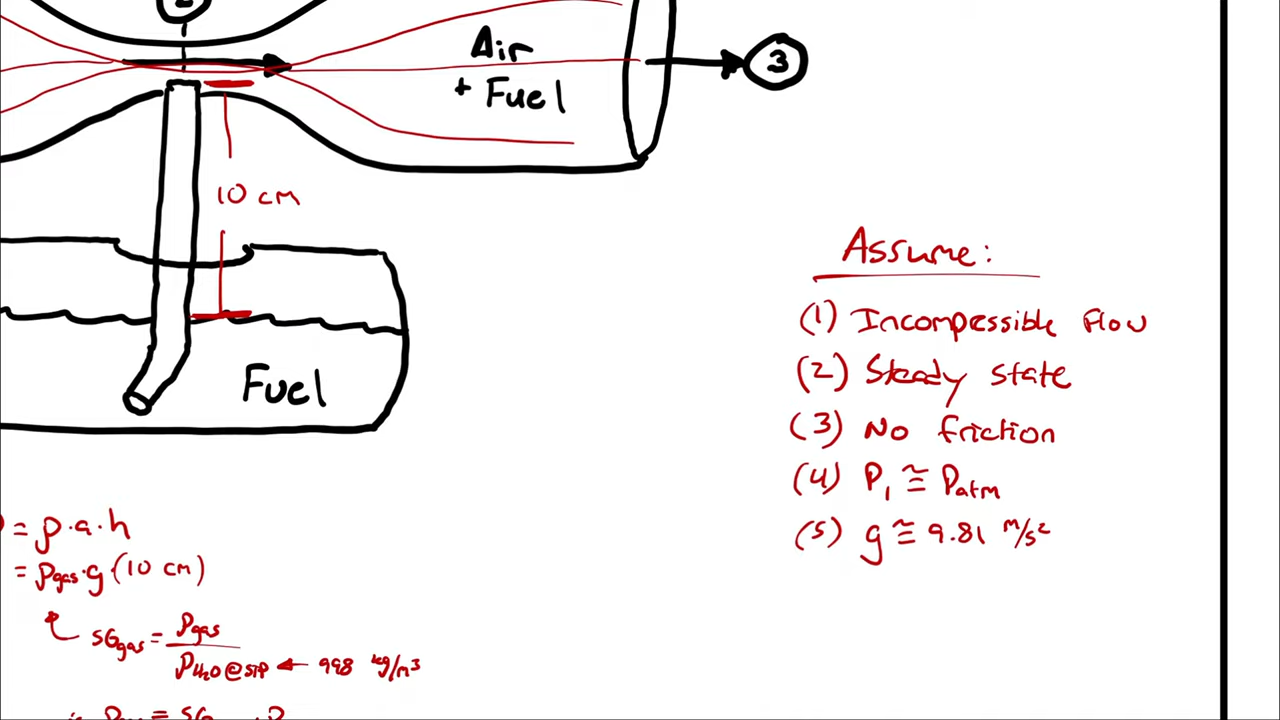 2
Air
+ Fuel
3
10 cm
Fuel
Assume:
(1) Incompessible Flow
(2) Steady state
(3) No friction
(4) P₁ ≅ Patm
(5) g ≅ 9.81 m/s²
= ρ·a·h
= ρgas·g·(10 cm)
SGgas = ρgas / ρH₂O@STP ← 998 kg/m³